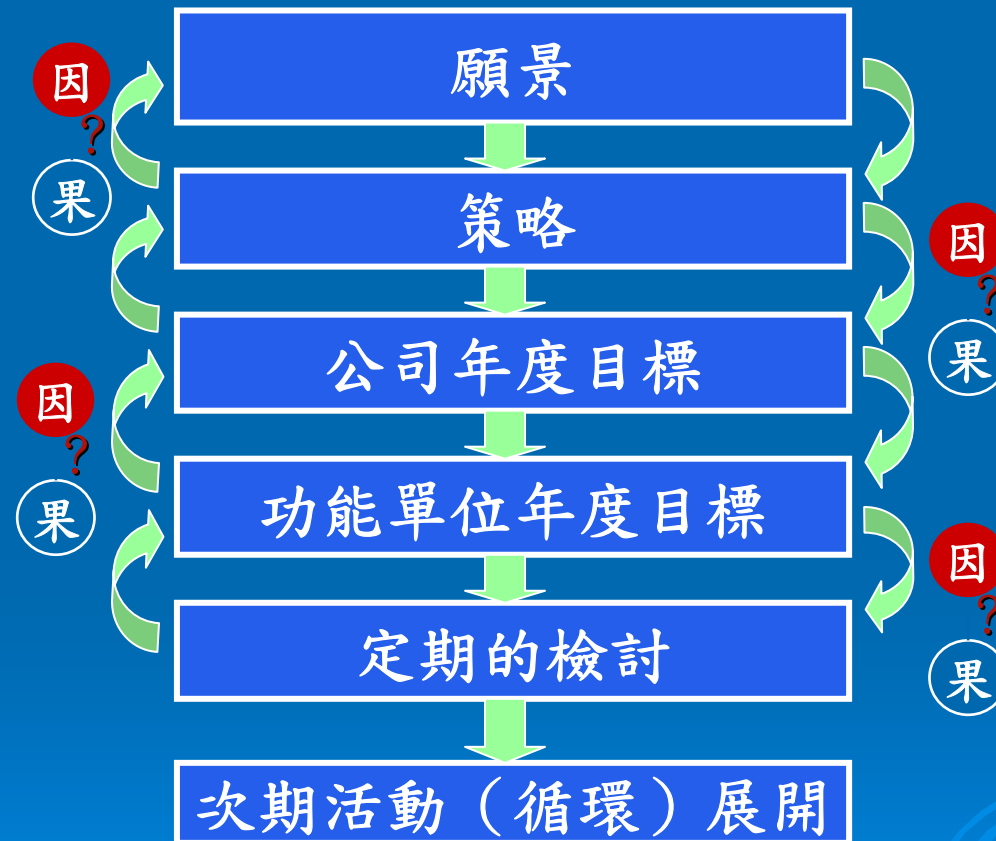 願景
因
?
果
策略
因
?
果
公司年度目標
因
?
果
功能單位年度目標
因
?
果
定期的檢討
次期活動（循環）展開